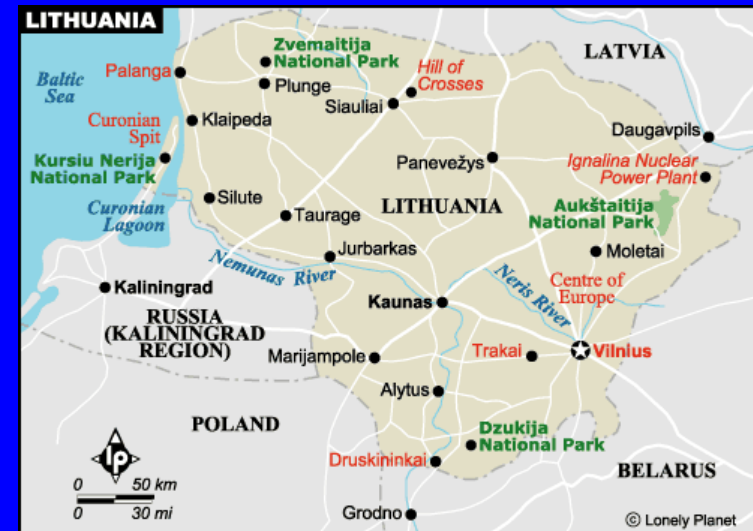 LITHUANIA
LATVIA
Baltic
Sea
Palanga
Zvemaitija
National Park
Plunge
Hill of
Crosses
Siauliai
Curonian
Spit
Klaipeda
Daugavpils
Kursiu Nerija
National Park
Panevežys
Ignalina Nuclear
Power Plant
Silute
Taurage
LITHUANIA
Aukštaitija
National Park
Curonian
Lagoon
Jurbarkas
Moletai
Nemunas River
Neris River
Centre of
Europe
Kaliningrad
Kaunas
RUSSIA
(KALININGRAD
REGION)
Marijampole
Trakai
Vilnius
Alytus
POLAND
Dzukija
National Park
Druskininkai
BELARUS
lp
0 50 km
0 30 mi
Grodno
© Lonely Planet